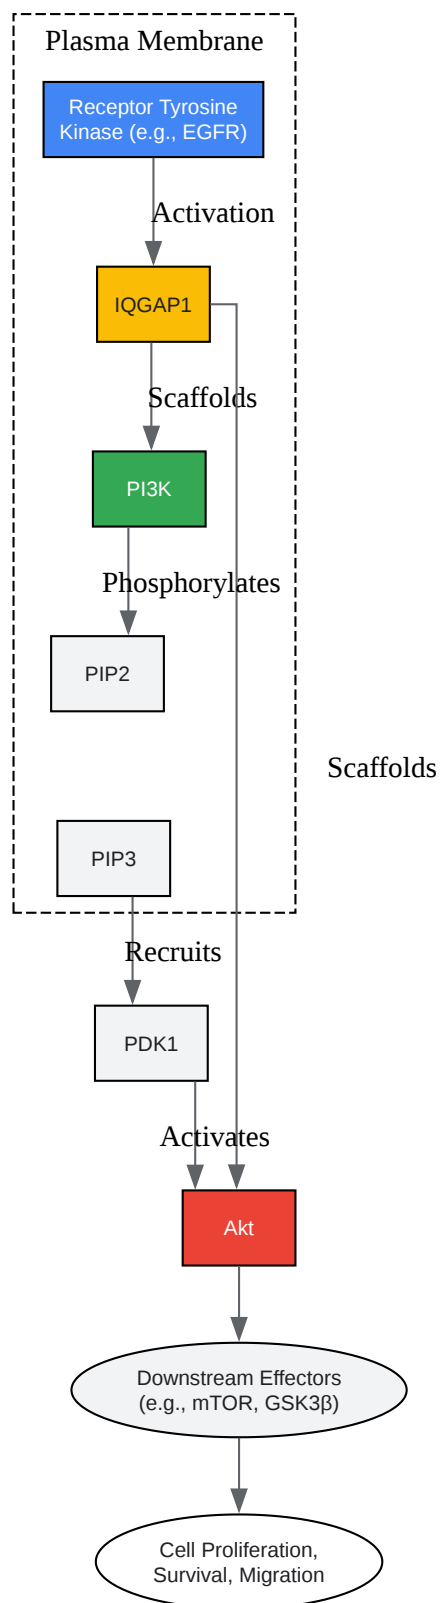 Plasma Membrane
Receptor Tyrosine
Kinase (e.g., EGFR)
Activation
IQGAP1
Scaffolds
PI3K
Phosphorylates
PIP2
Scaffolds
PIP3
Recruits
PDK1
Activates
Akt
Downstream Effectors
(e.g., mTOR, GSK3β)
Cell Proliferation,
Survival, Migration